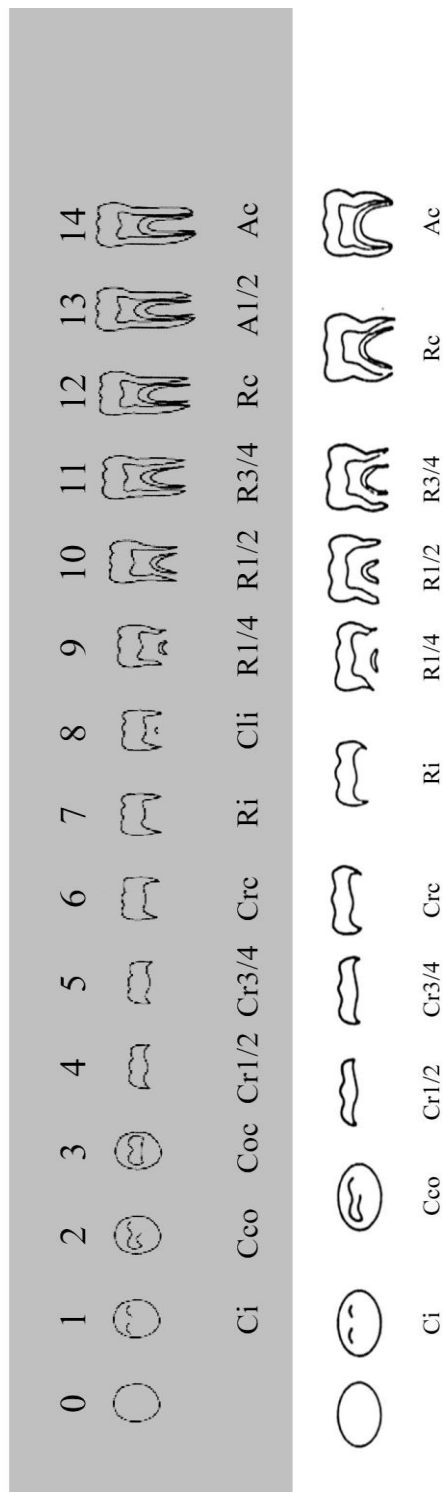 0 1 2 3 4 5 6 7 8 9 10 11 12 13 14
Ci Cco Coc Cr1/2 Cr3/4 Crc Ri Cli R1/4 R1/2 R3/4 Rc A1/2 Ac
Ci Cco Cr1/2 Cr3/4 Crc Ri R1/4 R1/2 R3/4 Rc Ac